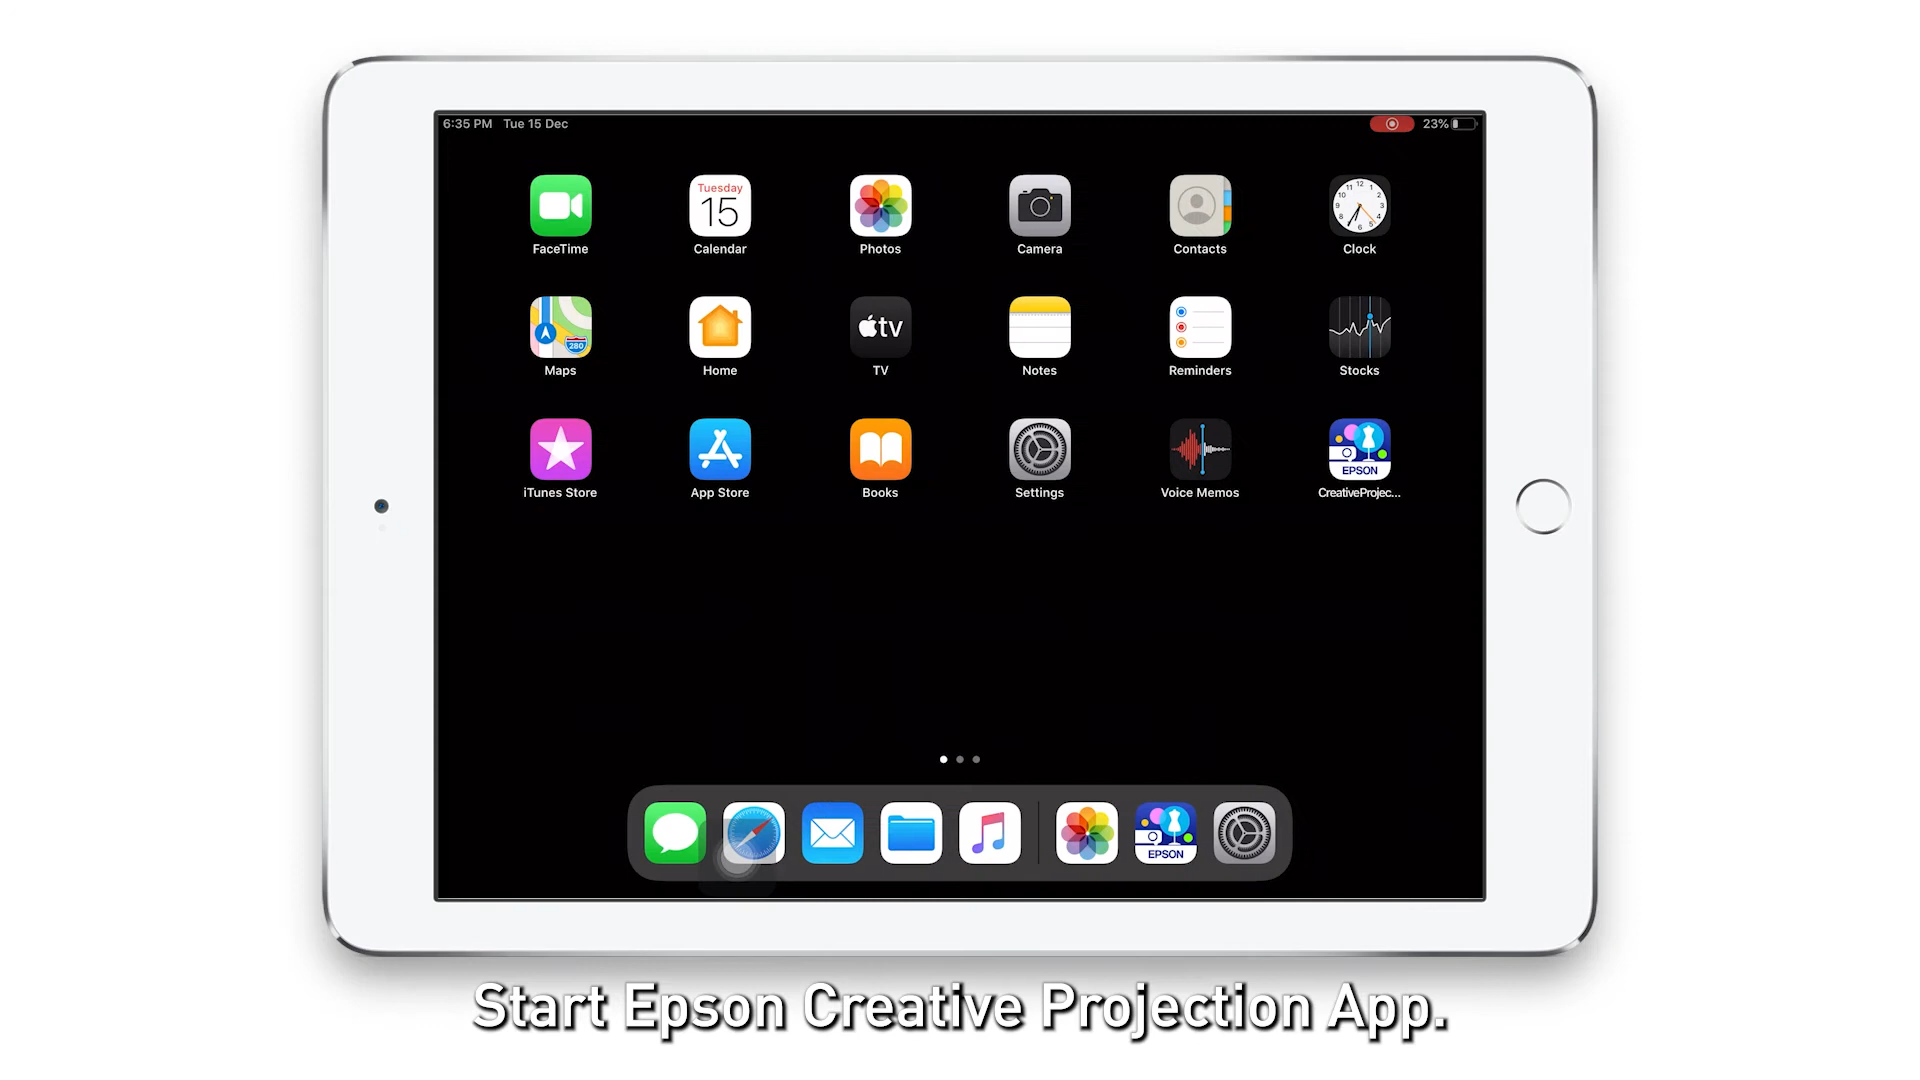 6:35 PM Tue 15 Dec
23%
Tuesday
15
FaceTime Calendar Photos Camera Contacts Clock
280
tv
Maps Home TV Notes Reminders Stocks
EPSON
iTunes Store App Store Books Settings Voice Memos CreativeProjec...
EPSON
Start Epson Creative Projection App.